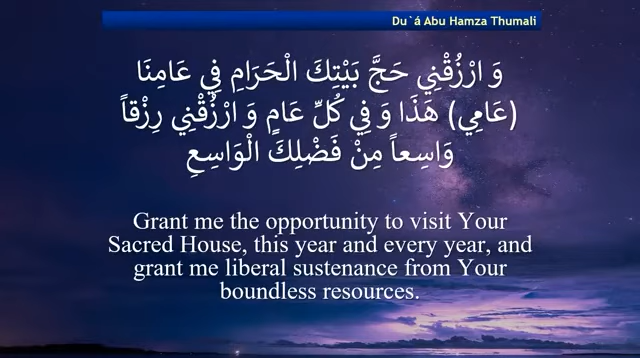 Du`á Abu Hamza Thumali
وَ ارْزُقْنِي حَجَّ بَيْتِكَ الْحَرَامِ فِي عَامِنَا
(عَامِي) هَذَا وَ فِي كُلِّ عَامٍ وَ ارْزُقْنِي رِزْقاً
وَاسِعاً مِنْ فَضْلِكَ الْوَاسِعِ
Grant me the opportunity to visit Your
Sacred House, this year and every year, and
grant me liberal sustenance from Your
boundless resources.